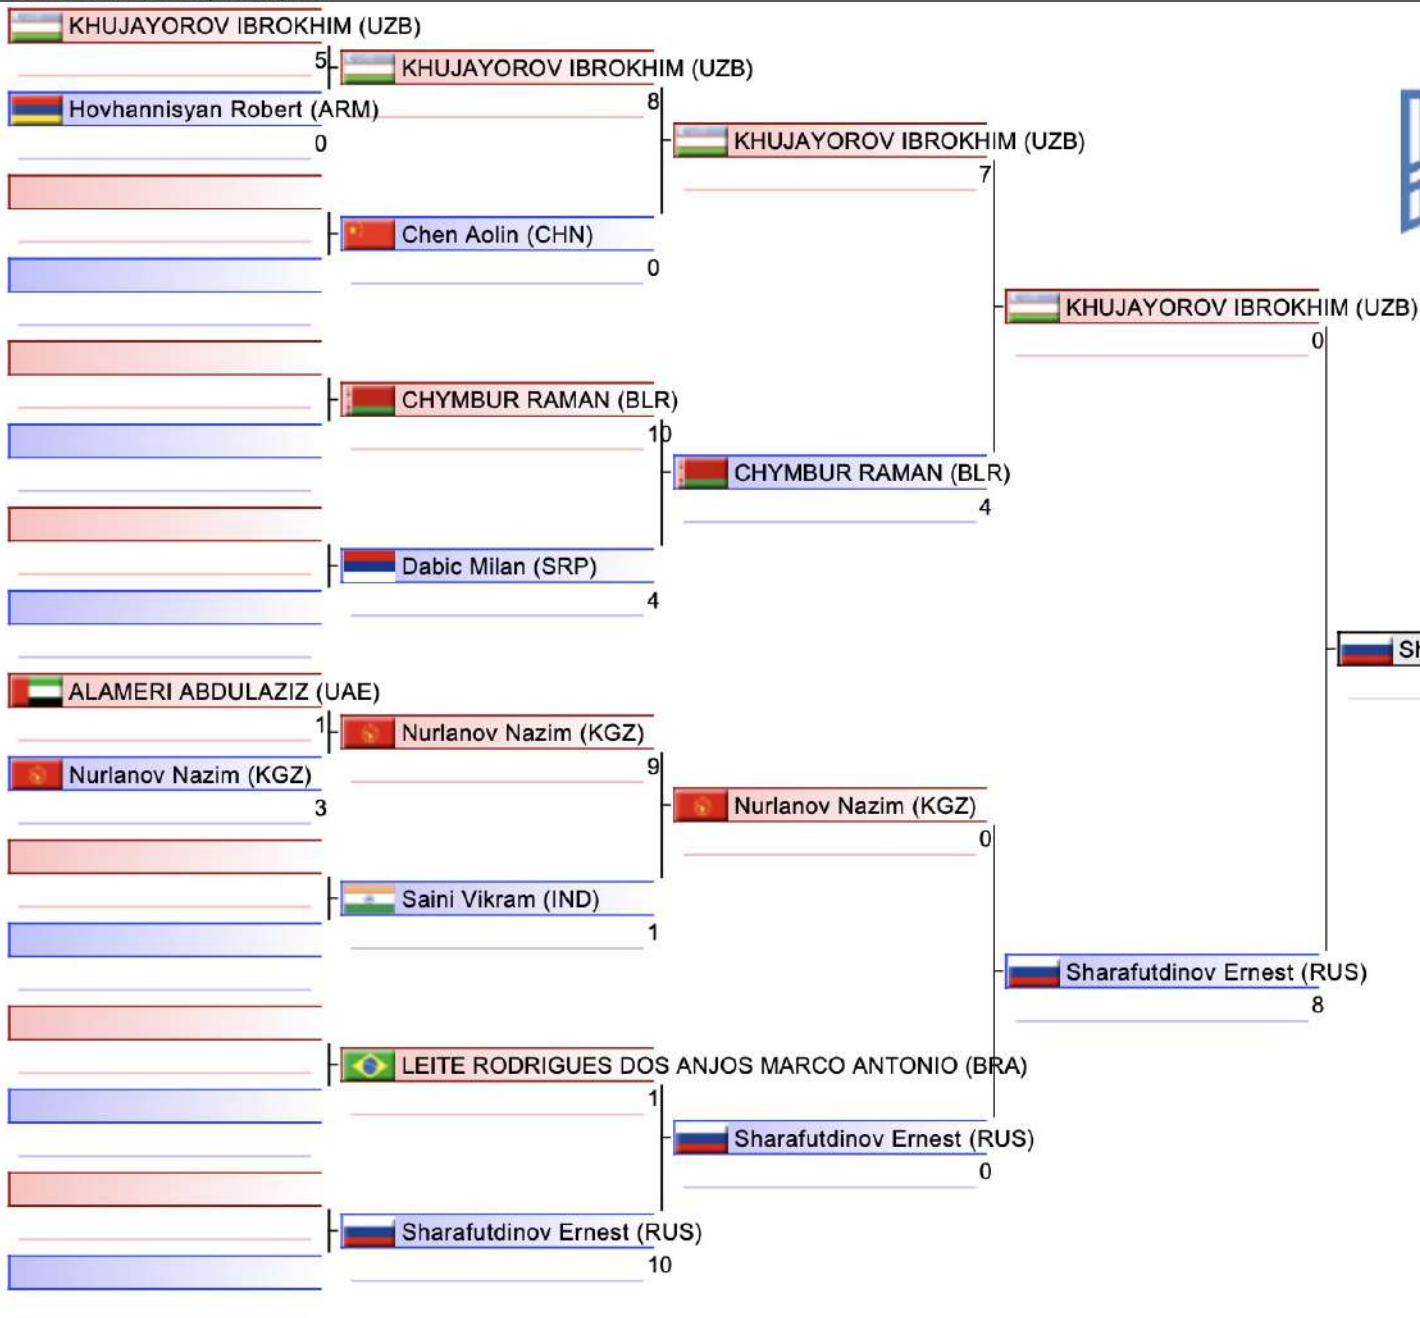 KHUJAYOROV IBROKHIM (UZB)
5
Hovhannisyan Robert (ARM)
0
ALAMERI ABDULAZIZ (UAE)
1
Nurlanov Nazim (KGZ)
3
KHUJAYOROV IBROKHIM (UZB)
8
Chen Aolin (CHN)
0
CHYMBUR RAMAN (BLR)
10
Dabic Milan (SRP)
4
Nurlanov Nazim (KGZ)
9
Saini Vikram (IND)
1
LEITE RODRIGUES DOS ANJOS MARCO ANTONIO (BRA)
1
Sharafutdinov Ernest (RUS)
10
KHUJAYOROV IBROKHIM (UZB)
7
CHYMBUR RAMAN (BLR)
4
Nurlanov Nazim (KGZ)
0
Sharafutdinov Ernest (RUS)
0
KHUJAYOROV IBROKHIM (UZB)
0
Sharafutdinov Ernest (RUS)
8